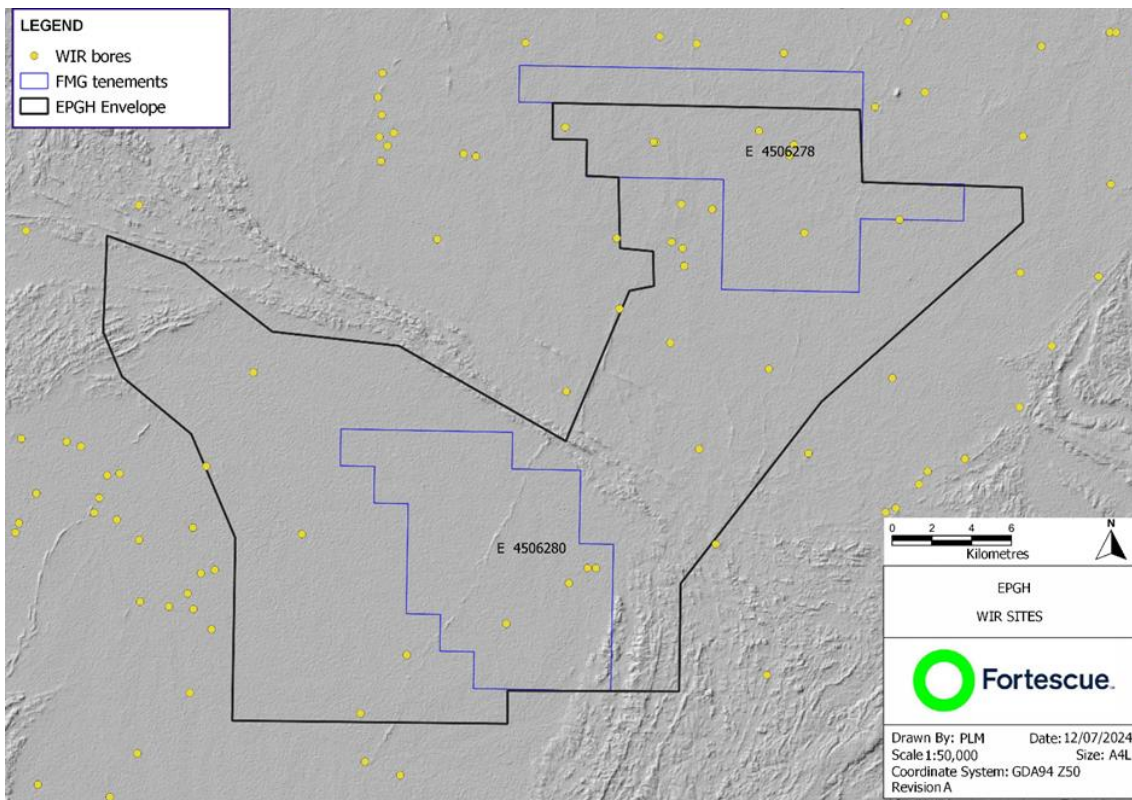 LEGEND
WIR bores
FMG tenements
EPGH Envelope
E 4506278
E 4506280
0 2 4 6
Kilometres
N
EPGH
WIR SITES
Fortescue™
Drawn By: PLM Date: 12/07/2024
Scale 1:50,000 Size: A4L
Coordinate System: GDA94 Z50
Revision A